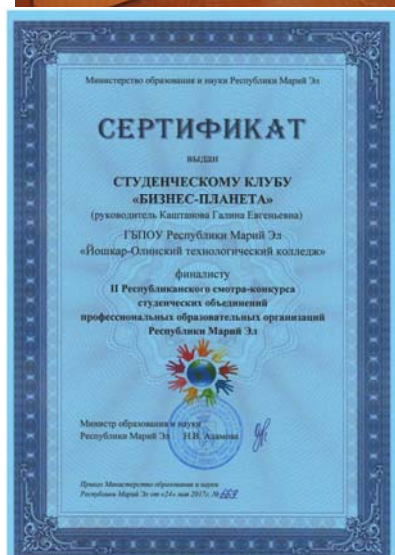 Министерство образования и науки Республики Марий Эл
СЕРТИФИКАТ
выдан
СТУДЕНЧЕСКОМУ КЛУБУ
«БИЗНЕС-ПЛАНЕТА»
(руководитель Каштанова Галина Евгеньевна)
ГБПОУ Республики Марий Эл
«Йошкар-Олинский технологический колледж»
финалисту
II Республиканского смотра-конкурса
студенческих объединений
профессиональных образовательных организаций
Республики Марий Эл
Министр образования и науки
Республики Марий Эл Н.В. Адамова
Приказ Министерства образования и науки
Республики Марий Эл от «24» мая 2017г. № 669